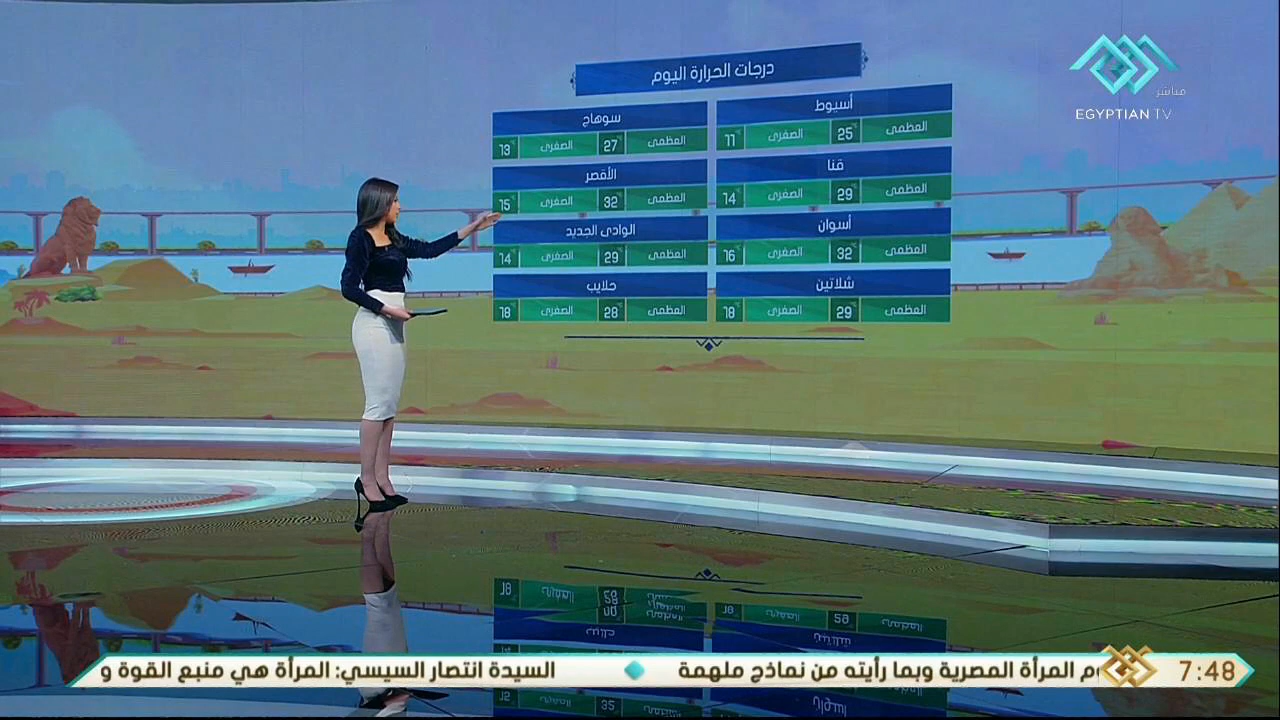 درجات الحرارة اليوم
أسيوط
العظمى 25 الصغرى 11
سوهاج
العظمى 27 الصغرى 13
قنا
العظمى 29 الصغرى 14
الأقصر
العظمى 32 الصغرى 15
أسوان
العظمى 32 الصغرى 16
الوادى الجديد
العظمى 29 الصغرى 14
شلاتين
العظمى 29 الصغرى 18
حلايب
العظمى 28 الصغرى 18
مباشر
EGYPTIAN TV
7:48
المرأة المصرية وبما رأيته من نماذج ملهمة
السيدة انتصار السيسي: المرأة هي منبع القوة و